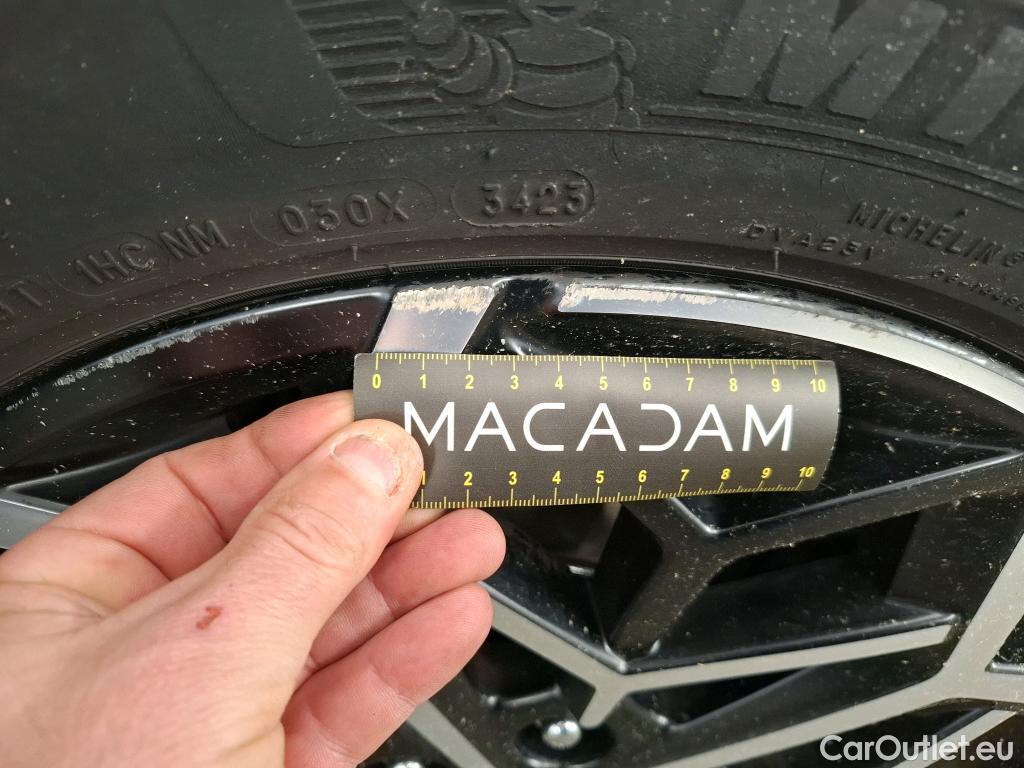 MI
1HC NM 030X 3423
MICHELIN
0 1 2 3 4 5 6 7 8 9 10
MACADAM
1 2 3 4 5 6 7 8 9 10
CarOutlet.eu